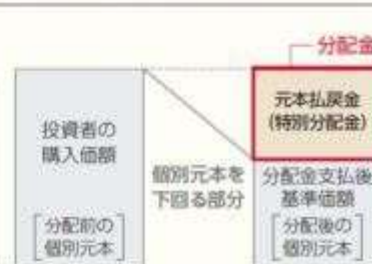 分配金
投資者の
購入価額
[分配前の
個別元本]
個別元本を
下回る部分
元本払戻金
(特別分配金)
分配金支払後
基準価額
[分配後の
個別元本]